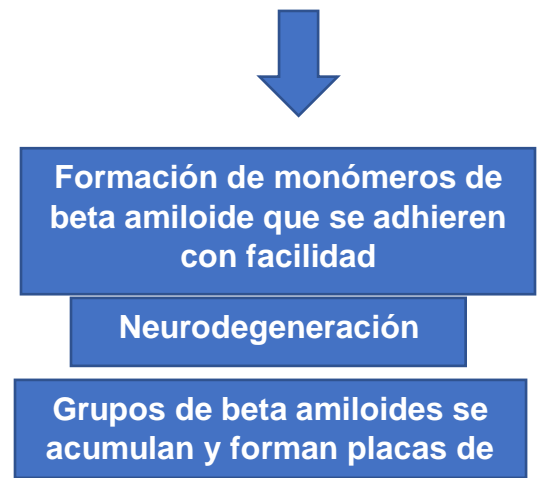 Formación de monómeros de
beta amiloide que se adhieren
con facilidad
Neurodegeneración
Grupos de beta amiloides se
acumulan y forman placas de